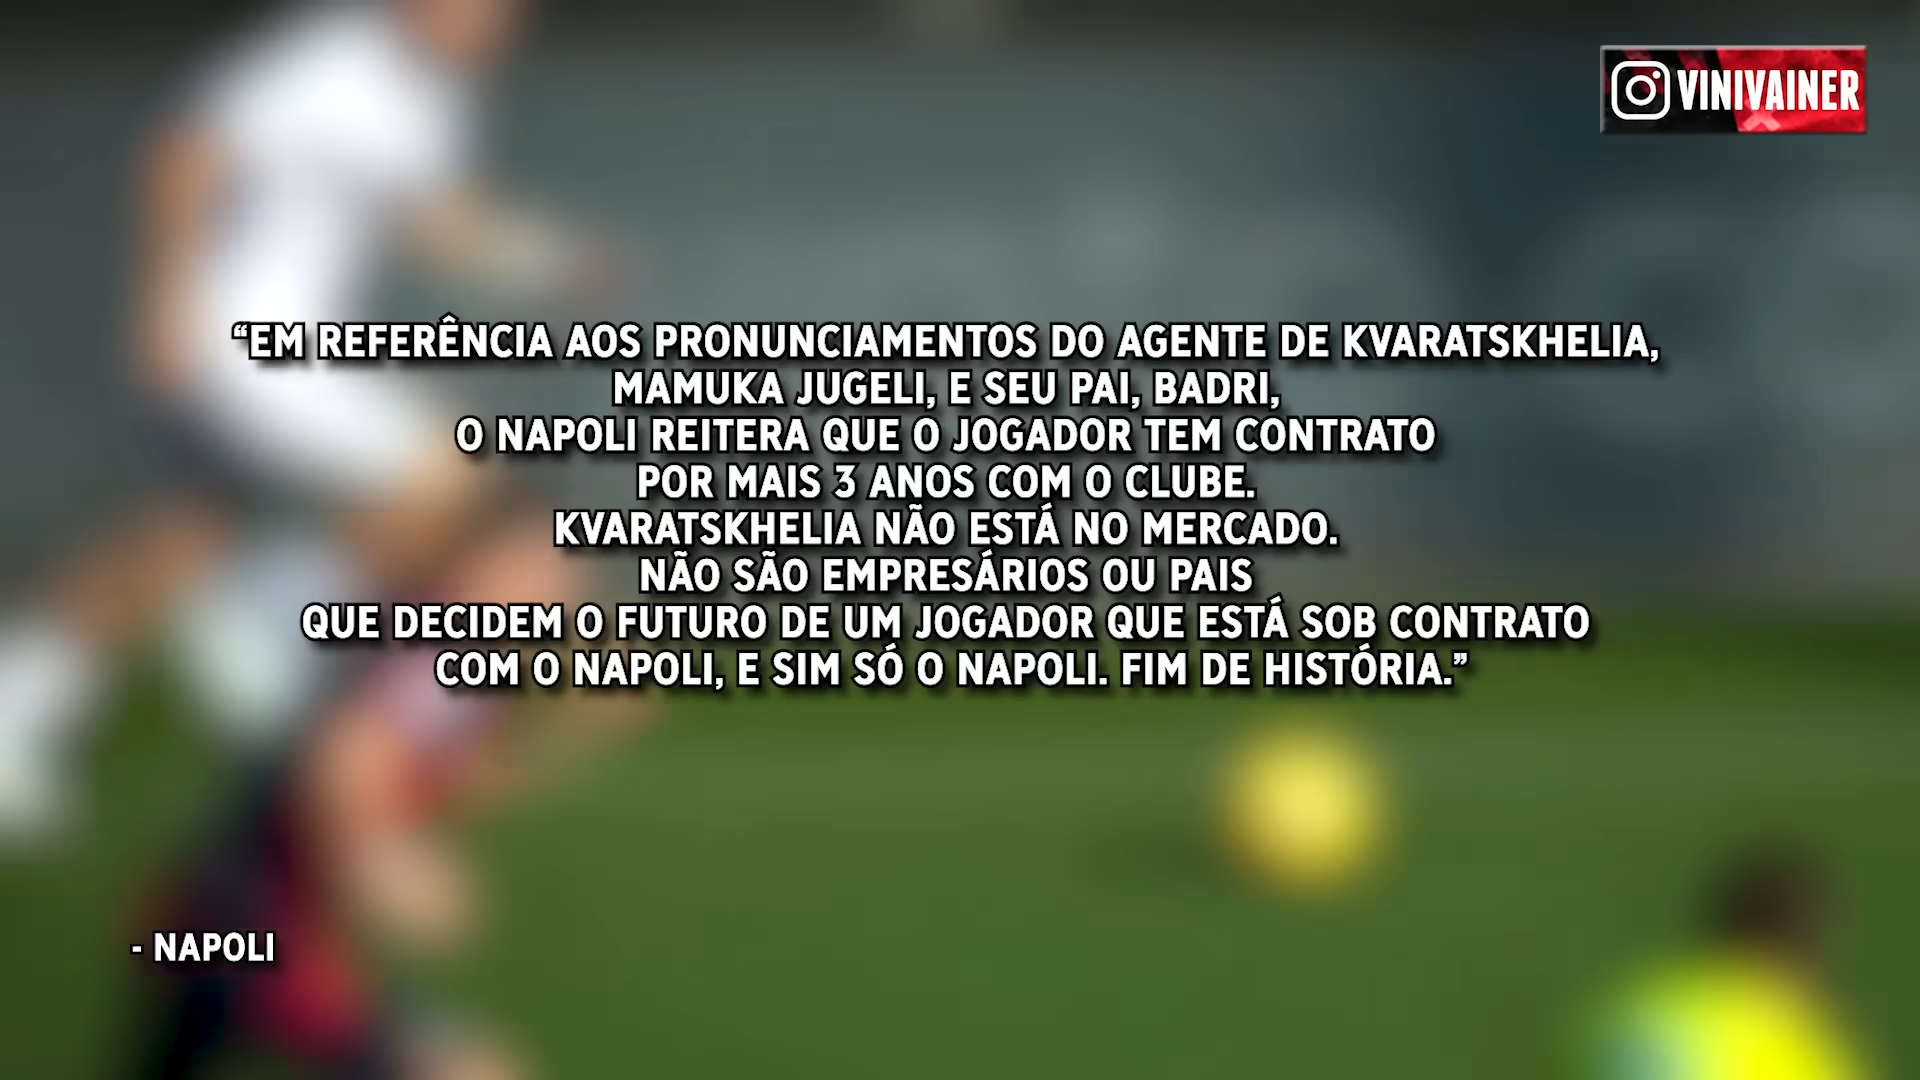 VINIVAINER
“EM REFERÊNCIA AOS PRONUNCIAMENTOS DO AGENTE DE KVARATSKHELIA,
MAMUKA JUGELI, E SEU PAI, BADRI,
O NAPOLI REITERA QUE O JOGADOR TEM CONTRATO
POR MAIS 3 ANOS COM O CLUBE.
KVARATSKHELIA NÃO ESTÁ NO MERCADO.
NÃO SÃO EMPRESÁRIOS OU PAIS
QUE DECIDEM O FUTURO DE UM JOGADOR QUE ESTÁ SOB CONTRATO
COM O NAPOLI, E SIM SÓ O NAPOLI. FIM DE HISTÓRIA.”
- NAPOLI